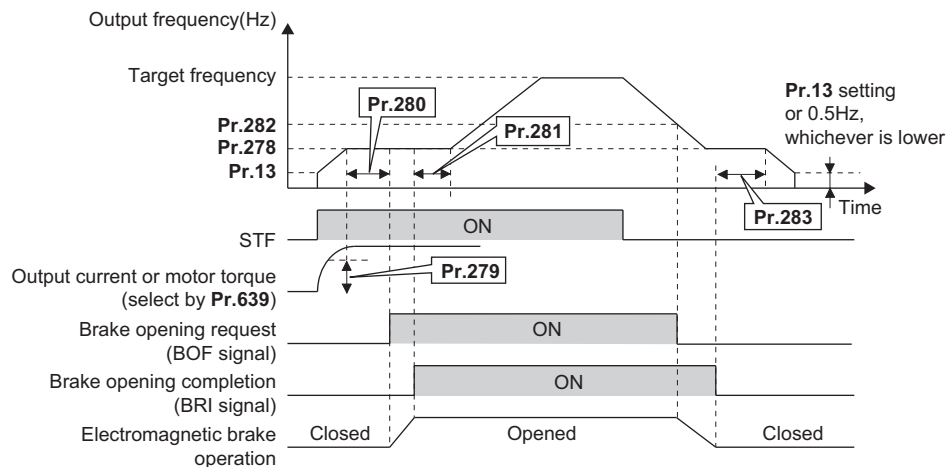 Output frequency(Hz)
Target frequency
Pr.280
Pr.13 setting
or 0.5Hz,
whichever is lower
Pr.282
Pr.281
Pr.278
Pr.13
Time
Pr.283
STF
ON
Output current or motor torque
(select by Pr.639)
Pr.279
Brake opening request
(BOF signal)
ON
Brake opening completion
(BRI signal)
ON
Electromagnetic brake
operation
Closed
Opened
Closed